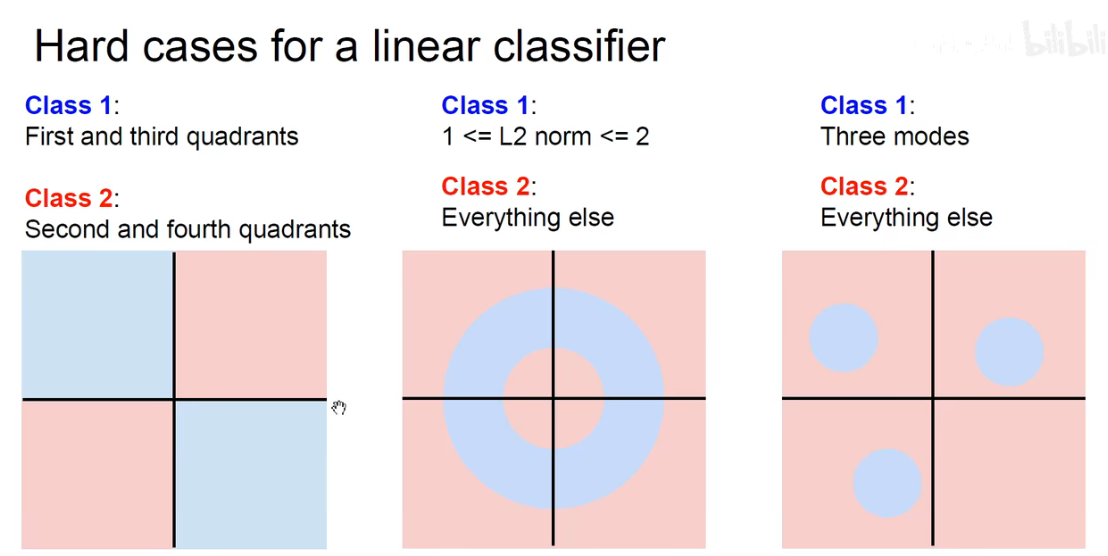 Hard cases for a linear classifier
bilibili
Class 1:
First and third quadrants
Class 2:
Second and fourth quadrants
Class 1:
1 <= L2 norm <= 2
Class 2:
Everything else
Class 1:
Three modes
Class 2:
Everything else